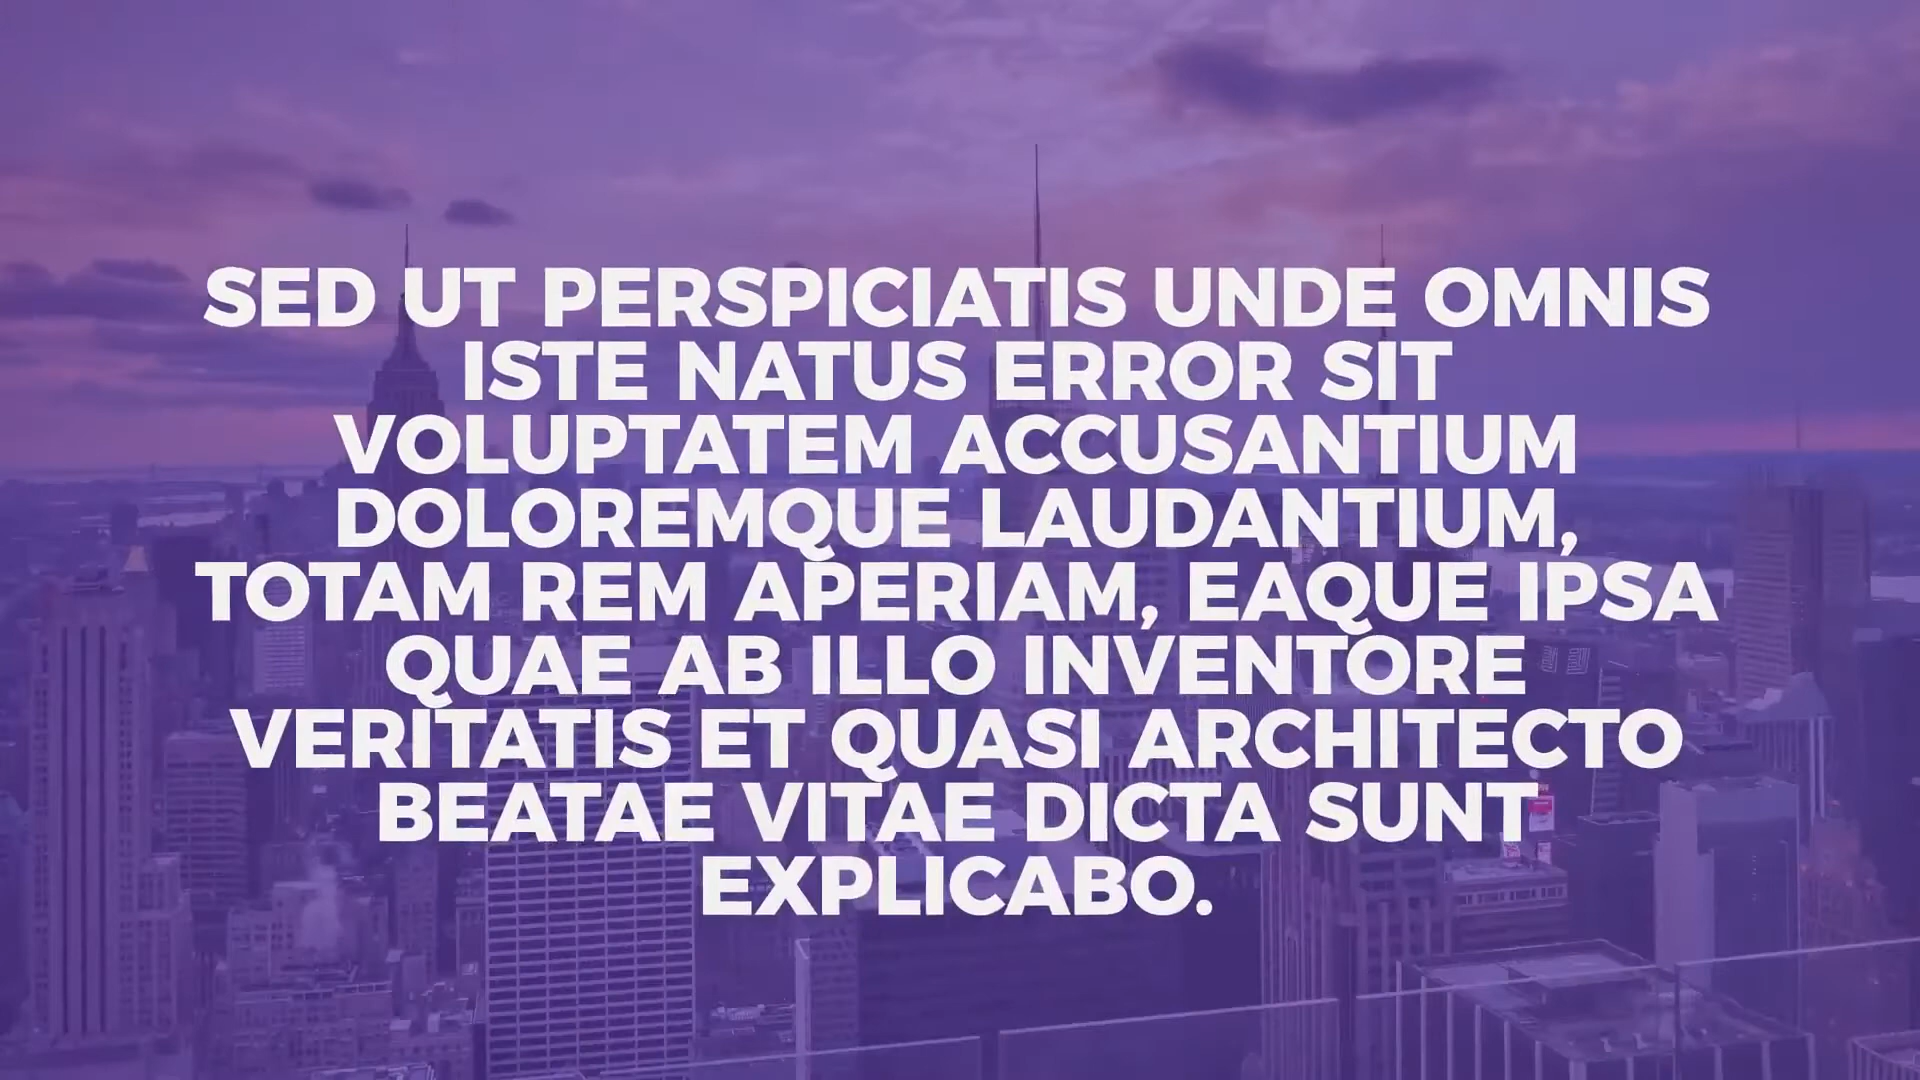 SED UT PERSPICIATIS UNDE OMNIS
ISTE NATUS ERROR SIT
VOLUPTATEM ACCUSANTIUM
DOLOREMQUE LAUDANTIUM,
TOTAM REM APERIAM, EAQUE IPSA
QUAE AB ILLO INVENTORE
VERITATIS ET QUASI ARCHITECTO
BEATAE VITAE DICTA SUNT
EXPLICABO.